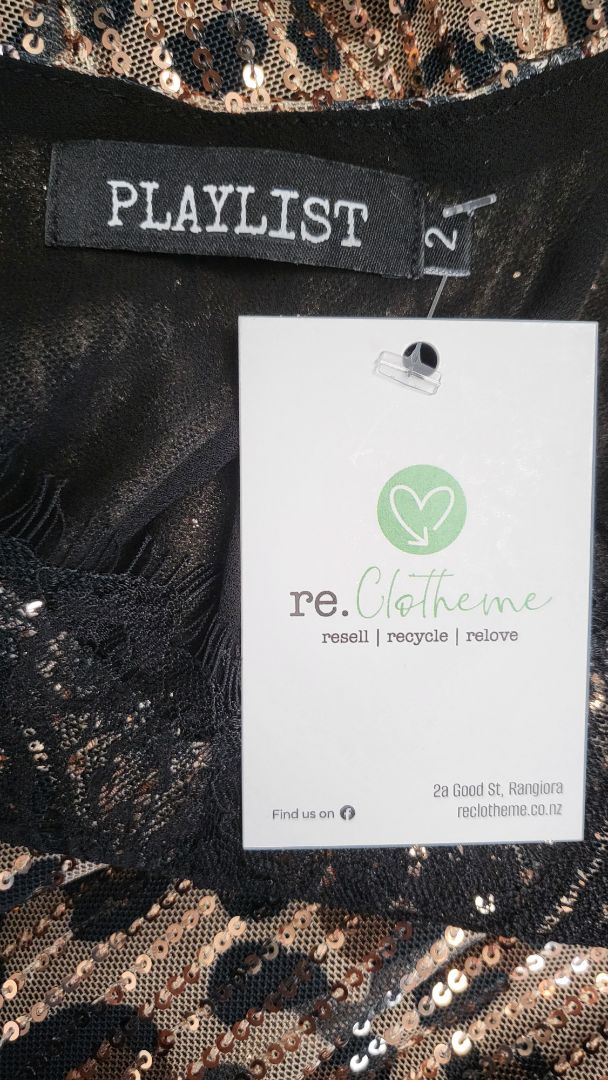 PLAYLIST
2
re.Clotheme
resell | recycle | relove
2a Good St, Rangiora
Find us on
reclotheme.co.nz